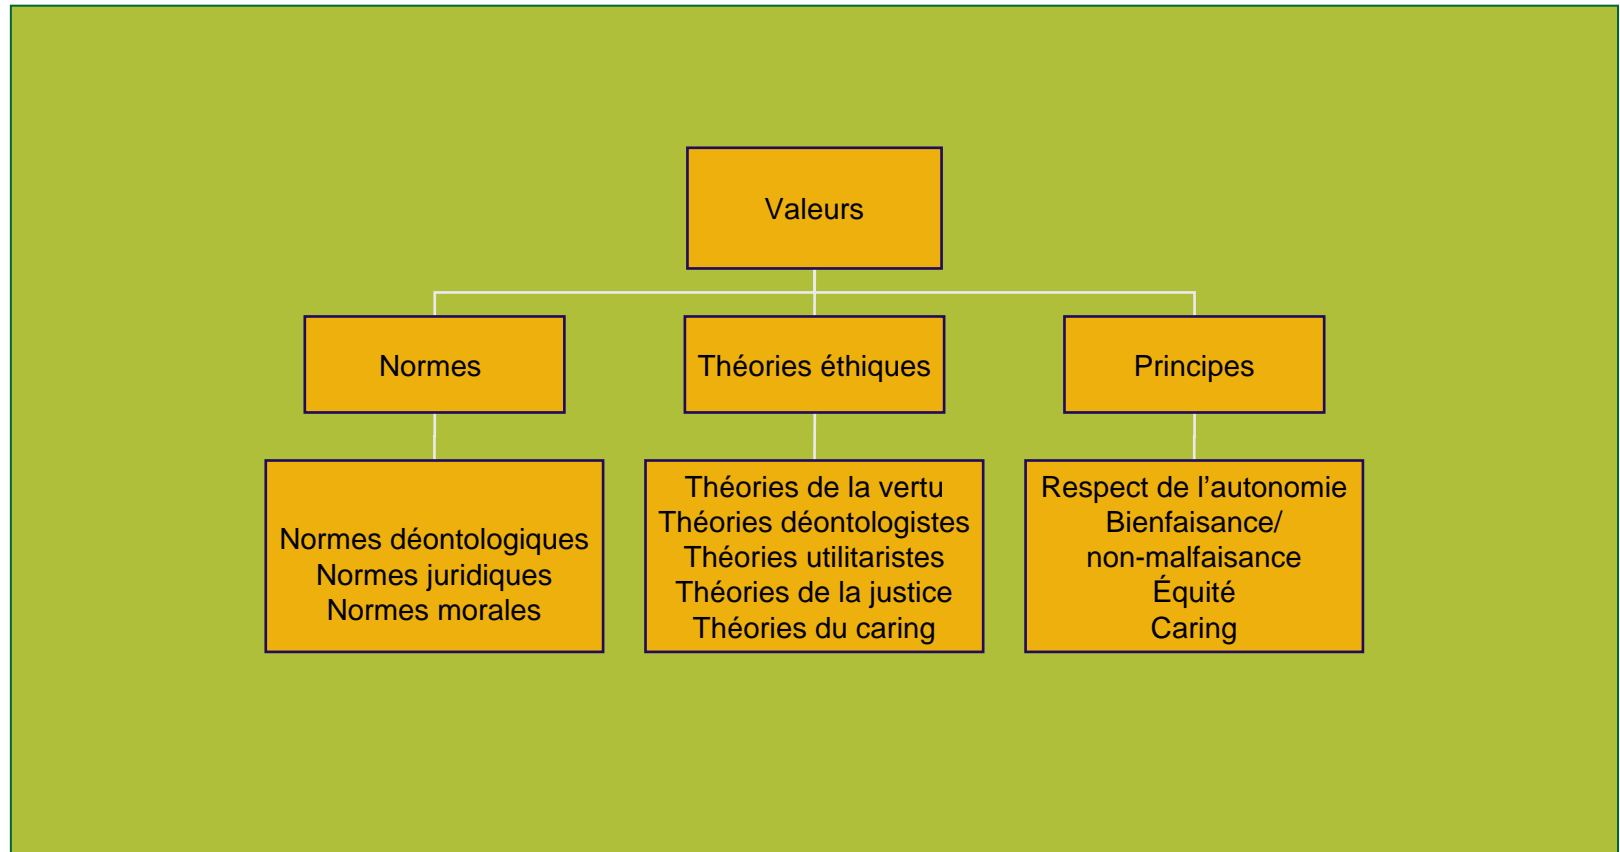 Valeurs
Normes
Théories éthiques
Principes
Normes déontologiques
Normes juridiques
Normes morales
Théories de la vertu
Théories déontologistes
Théories utilitaristes
Théories de la justice
Théories du caring
Respect de l’autonomie
Bienfaisance/
non-malfaisance
Équité
Caring